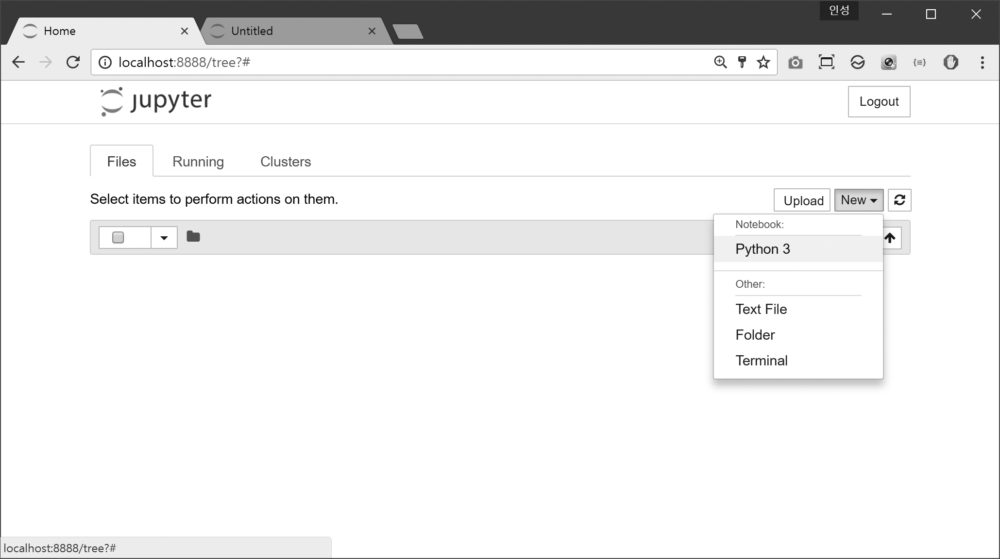 인성
Home
Untitled
localhost:8888/tree?#
jupyter
Logout
Files
Running
Clusters
Select items to perform actions on them.
Upload
New
Notebook:
Python 3
Other:
Text File
Folder
Terminal
localhost:8888/tree?#